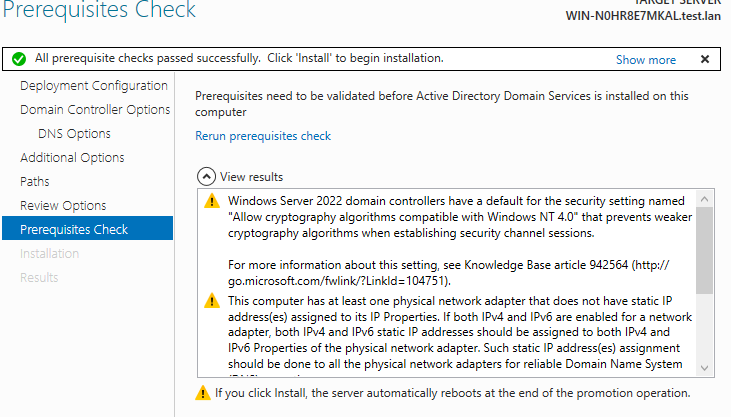 Prerequisites Check
TARGET SERVER
WIN-N0HR8E7MKAL.test.lan
All prerequisite checks passed successfully. Click 'Install' to begin installation.
Show more
Deployment Configuration
Domain Controller Options
DNS Options
Additional Options
Paths
Review Options
Prerequisites Check
Installation
Results
Prerequisites need to be validated before Active Directory Domain Services is installed on this
computer
Rerun prerequisites check
View results
Windows Server 2022 domain controllers have a default for the security setting named
"Allow cryptography algorithms compatible with Windows NT 4.0" that prevents weaker
cryptography algorithms when establishing security channel sessions.
For more information about this setting, see Knowledge Base article 942564 (http://
go.microsoft.com/fwlink/?LinkId=104751).
This computer has at least one physical network adapter that does not have static IP
address(es) assigned to its IP Properties. If both IPv4 and IPv6 are enabled for a network
adapter, both IPv4 and IPv6 static IP addresses should be assigned to both IPv4 and
IPv6 Properties of the physical network adapter. Such static IP address(es) assignment
should be done to all the physical network adapters for reliable Domain Name System
If you click Install, the server automatically reboots at the end of the promotion operation.